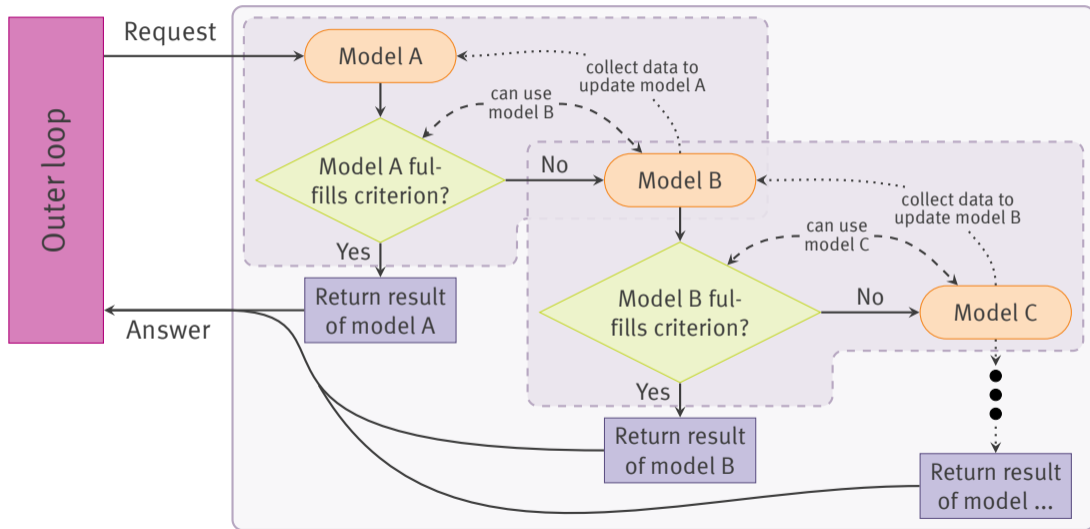 Outer loop
Request
Model A
collect data to
update model A
can use
model B
Model A ful-
fills criterion?
No
Model B
collect data to
update model B
can use
model C
Yes
Return result
of model A
Answer
Model B ful-
fills criterion?
No
Model C
Yes
Return result
of model B
Return result
of model ...